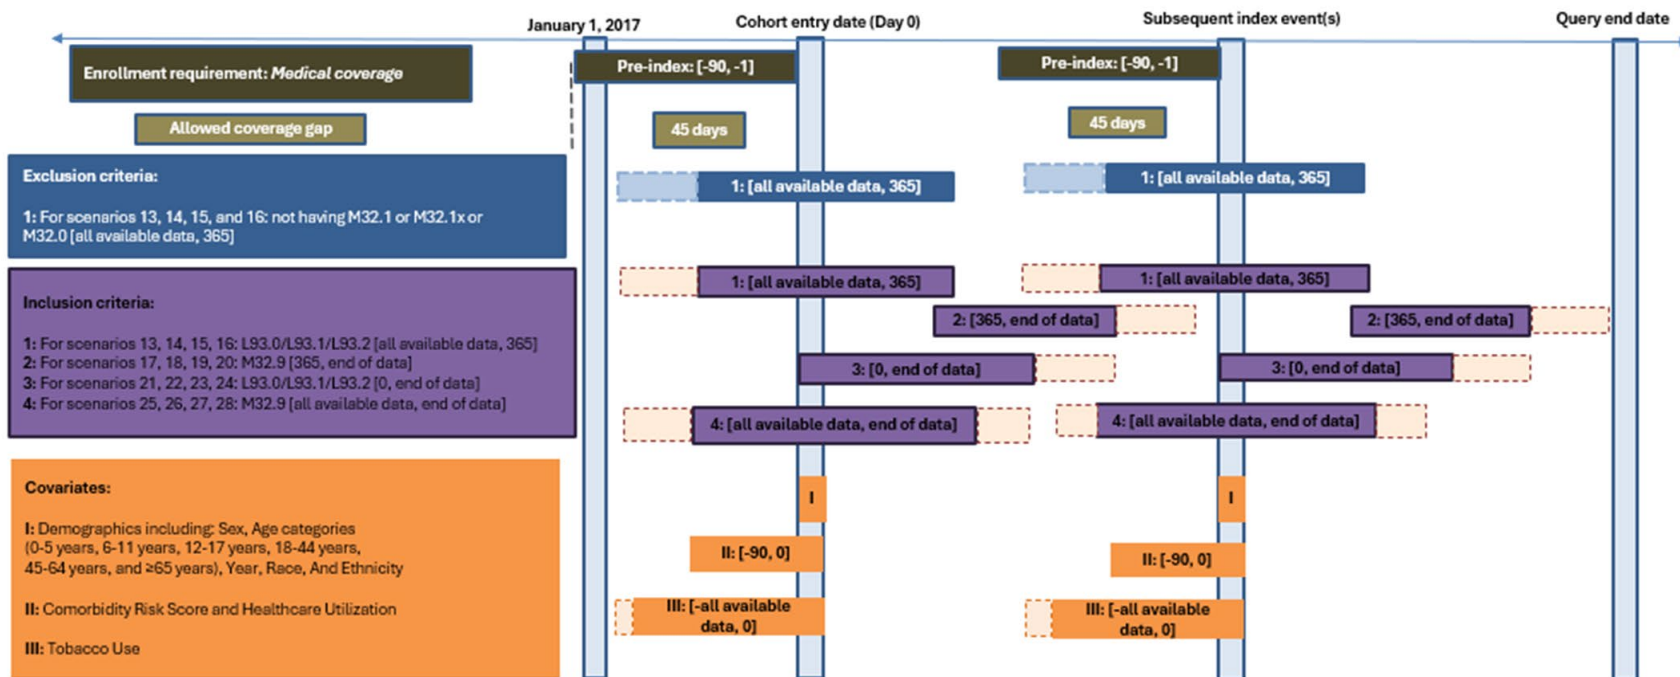 January 1, 2017
Cohort entry date (Day 0)
Subsequent index event(s)
Query end date
Enrollment requirement: Medical coverage
Pre-index: [-90, -1]
Pre-index: [-90, -1]
Allowed coverage gap
45 days
45 days
Exclusion criteria:
1: For scenarios 13, 14, 15, and 16: not having M32.1 or M32.1x or
M32.0 [all available data, 365]
1: [all available data, 365]
1: [all available data, 365]
Inclusion criteria:
1: For scenarios 13, 14, 15, 16: L93.0/L93.1/L93.2 [all available data, 365]
2: For scenarios 17, 18, 19, 20: M32.9 [365, end of data]
3: For scenarios 21, 22, 23, 24: L93.0/L93.1/L93.2 [0, end of data]
4: For scenarios 25, 26, 27, 28: M32.9 [all available data, end of data]
1: [all available data, 365]
1: [all available data, 365]
2: [365, end of data]
2: [365, end of data]
3: [0, end of data]
3: [0, end of data]
4: [all available data, end of data]
4: [all available data, end of data]
Covariates:
I: Demographics including: Sex, Age categories
(0-5 years, 6-11 years, 12-17 years, 18-44 years,
45-64 years, and ≥65 years), Year, Race, And Ethnicity
II: Comorbidity Risk Score and Healthcare Utilization
III: Tobacco Use
I
I
II: [-90, 0]
II: [-90, 0]
III: [-all available
data, 0]
III: [-all available
data, 0]